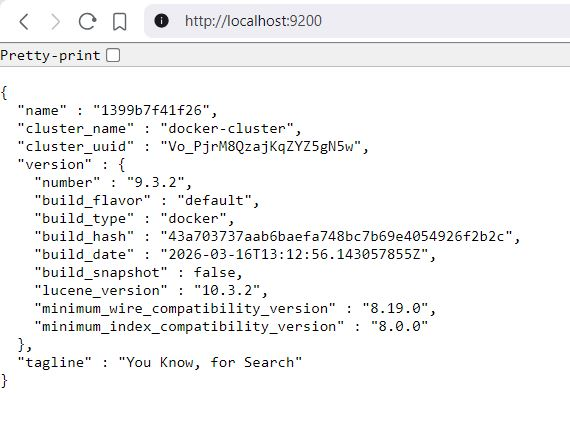 http://localhost:9200
Pretty-print
{
  "name" : "1399b7f41f26",
  "cluster_name" : "docker-cluster",
  "cluster_uuid" : "Vo_PjrM8QzajKqZYZ5gN5w",
  "version" : {
    "number" : "9.3.2",
    "build_flavor" : "default",
    "build_type" : "docker",
    "build_hash" : "43a703737aab6baefa748bc7b69e4054926f2b2c",
    "build_date" : "2026-03-16T13:12:56.143057855Z",
    "build_snapshot" : false,
    "lucene_version" : "10.3.2",
    "minimum_wire_compatibility_version" : "8.19.0",
    "minimum_index_compatibility_version" : "8.0.0"
  },
  "tagline" : "You Know, for Search"
}